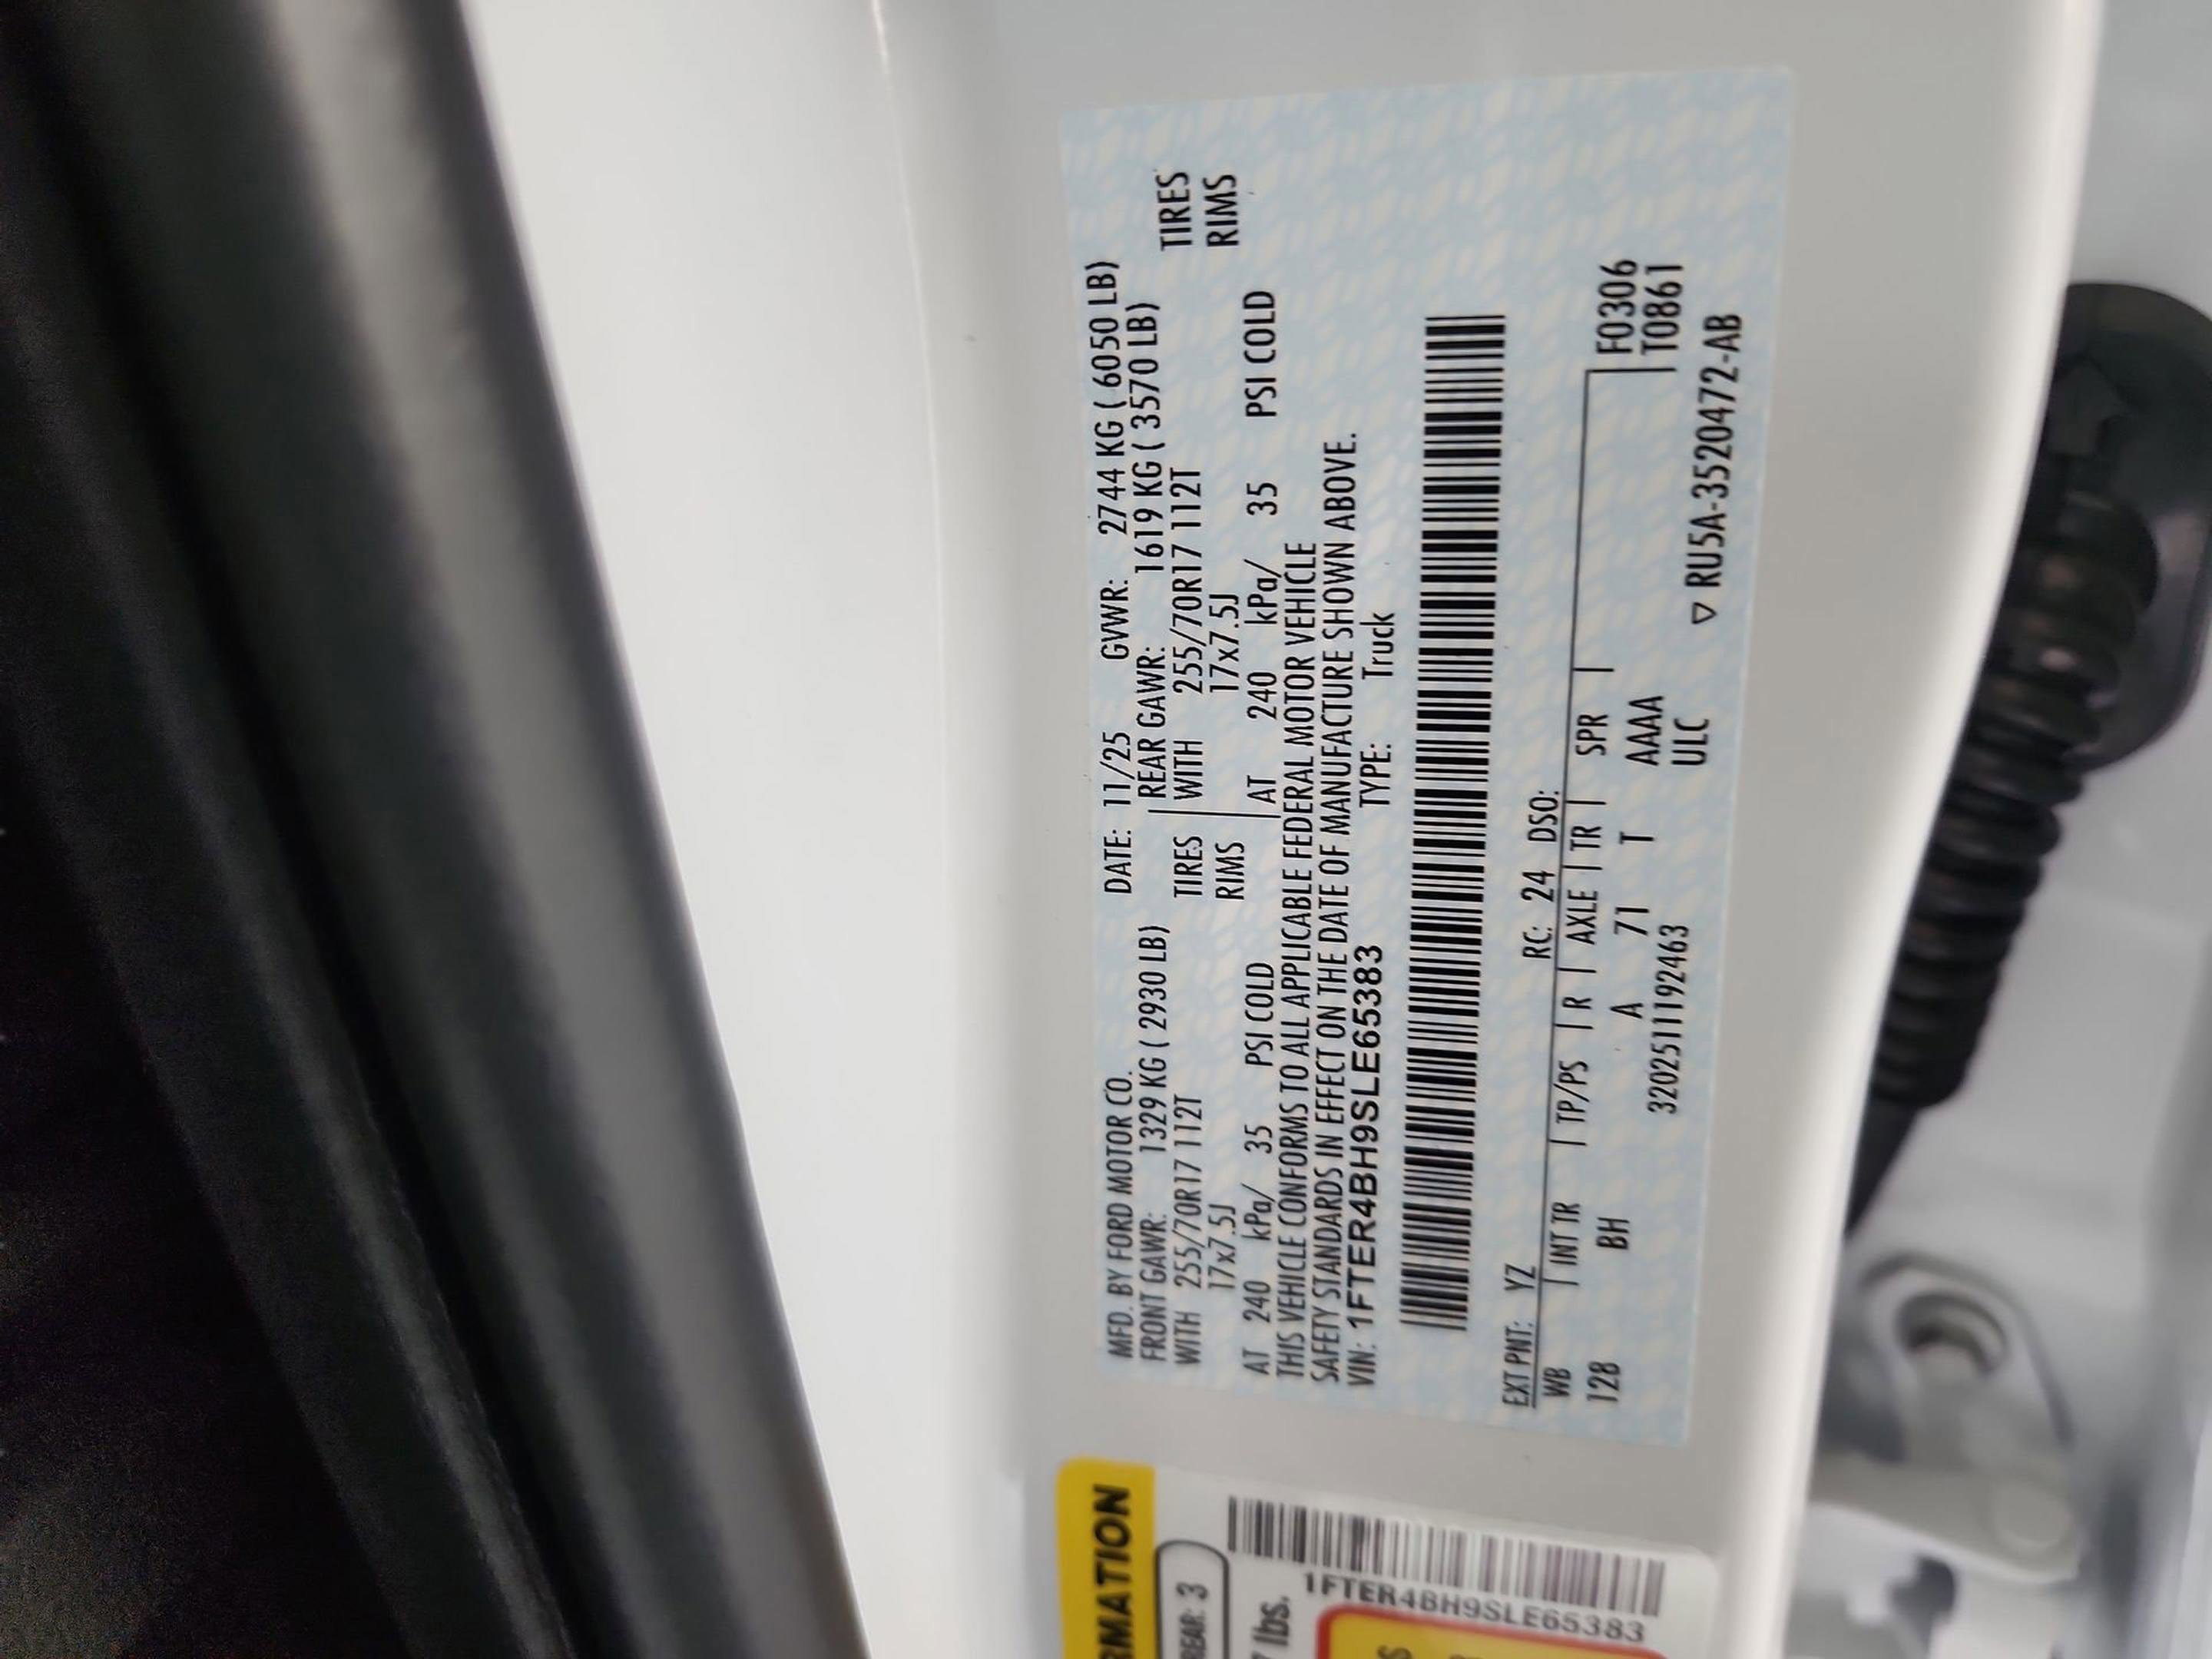 MFD. BY FORD MOTOR CO. DATE: 11/25 GVWR: 2744 KG ( 6050 LB)
FRONT GAWR: 1329 KG ( 2930 LB) REAR GAWR: 1619 KG ( 3570 LB)
WITH 255/70R17 112T TIRES WITH 255/70R17 112T TIRES
17x7.5J RIMS 17x7.5J RIMS
AT 240 kPa/ 35 PSI COLD AT 240 kPa/ 35 PSI COLD
THIS VEHICLE CONFORMS TO ALL APPLICABLE FEDERAL MOTOR VEHICLE
SAFETY STANDARDS IN EFFECT ON THE DATE OF MANUFACTURE SHOWN ABOVE.
VIN: 1FTER4BH9SLE65383 TYPE: Truck
EXT PNT: YZ RC: 24 DSO:
WB INT TR TP/PS R AXLE TR SPR F0306
128 BH A 71 T AAAA T0861
320251192463 ULC
▽ RU5A-3520472-AB
REAR: 3
lbs.
1FTER4BH9SLE65383